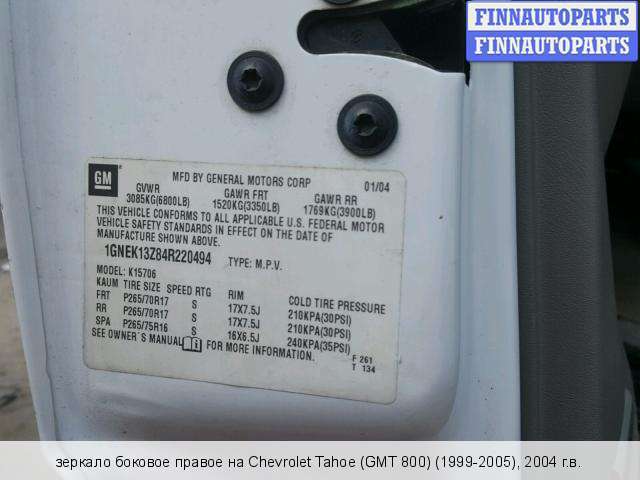 FINNAUTOPARTS
FINNAUTOPARTS
GM
MFD BY GENERAL MOTORS CORP 01/04
GVWR GAWR FRT GAWR RR
3085KG(6800LB) 1520KG(3350LB) 1769KG(3900LB)
THIS VEHICLE CONFORMS TO ALL APPLICABLE U.S. FEDERAL MOTOR
VEHICLE SAFETY STANDARDS IN EFFECT ON THE DATE OF
MANUFACTURE SHOWN ABOVE.
1GNEK13Z84R220494 TYPE: M.P.V.
MODEL: K15706
KAUM TIRE SIZE SPEED RTG RIM COLD TIRE PRESSURE
FRT P265/70R17 S 17X7.5J 210KPA(30PSI)
RR P265/70R17 S 17X7.5J 210KPA(30PSI)
SPA P265/75R16 S 16X6.5J 240KPA(35PSI)
SEE OWNER`S MANUAL FOR MORE INFORMATION.
F 261
T 134
зеркало боковое правое на Chevrolet Tahoe (GMT 800) (1999-2005), 2004 г.в.